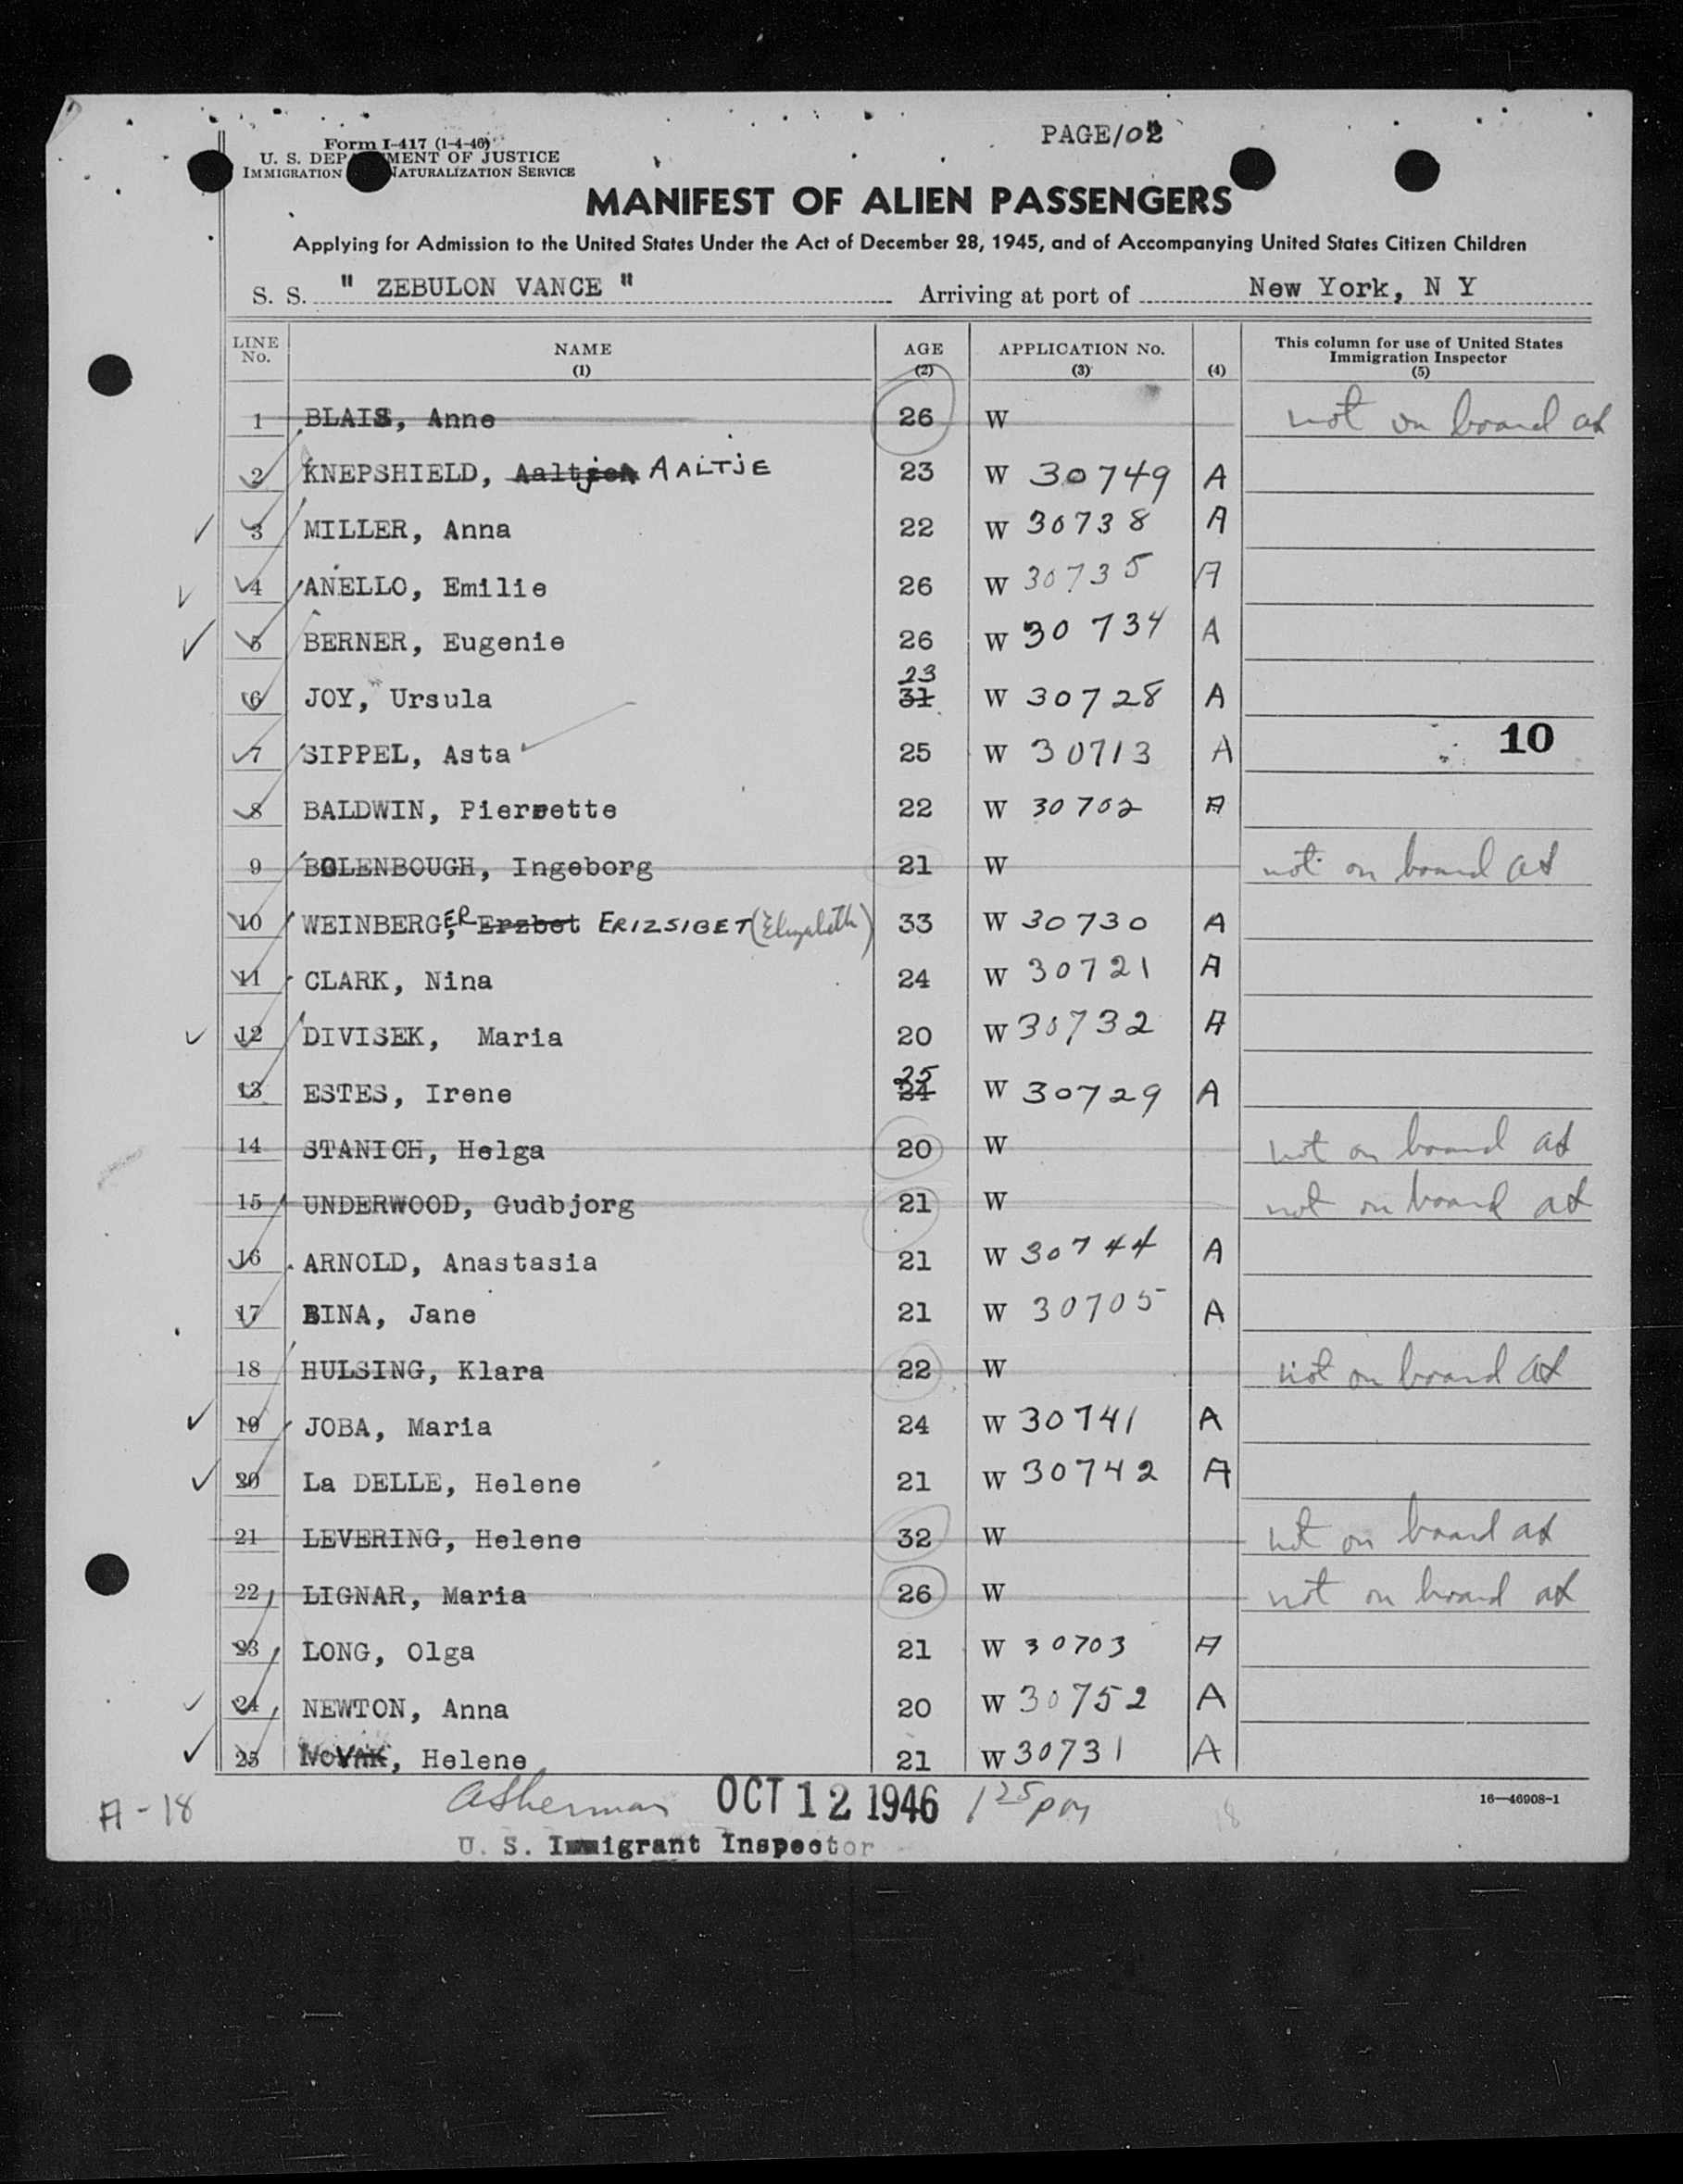 PAGE/02
Form I-417 (1-4-46)
U. S. DEPARTMENT OF JUSTICE
IMMIGRATION NATURALIZATION SERVICE
MANIFEST OF ALIEN PASSENGERS
Applying for Admission to the United States Under the Act of December 28, 1945, and of Accompanying United States Citizen Children
S. S. " ZEBULON VANCE " Arriving at port of New York, N Y
LINE No. NAME (1) AGE (2) APPLICATION No. (3) (4) This column for use of United States Immigration Inspector (5)
1 BLAIS, Anne 26 W not on board
2 KNEPSHIELD, Aaltjen AALTJE 23 W 30749 A
3 MILLER, Anna 22 W 30738 A
4 ANELLO, Emilie 26 W 30735 A
5 BERNER, Eugenie 26 W 30734 A
6 JOY, Ursula 31 23 W 30728 A
7 SIPPEL, Asta 25 W 30713 A 10
8 BALDWIN, Pierrette 22 W 30702 A
9 BOLENBOUGH, Ingeborg 21 W not on board
10 WEINBERGER, Erzbet ERIZSIBET (Elizabeth) 33 W 30730 A
11 CLARK, Nina 24 W 30721 A
12 DIVISEK, Maria 20 W 30732 A
13 ESTES, Irene 24 25 W 30729 A
14 STANICH, Helga 20 W not on board
15 UNDERWOOD, Gudbjorg 21 W not on board
16 ARNOLD, Anastasia 21 W 30744 A
17 BINA, Jane 21 W 30705 A
18 HULSING, Klara 22 W not on board
19 JOBA, Maria 24 W 30741 A
20 La DELLE, Helene 21 W 30742 A
21 LEVERING, Helene 32 W not on board
22 LIGNAR, Maria 26 W not on board
23 LONG, Olga 21 W 30703 A
24 NEWTON, Anna 20 W 30752 A
25 NOVAK, Helene 21 W 30731 A
A-18 OCT 12 1946 1 25 pm 18 16—46908-1
U. S. Immigrant Inspector